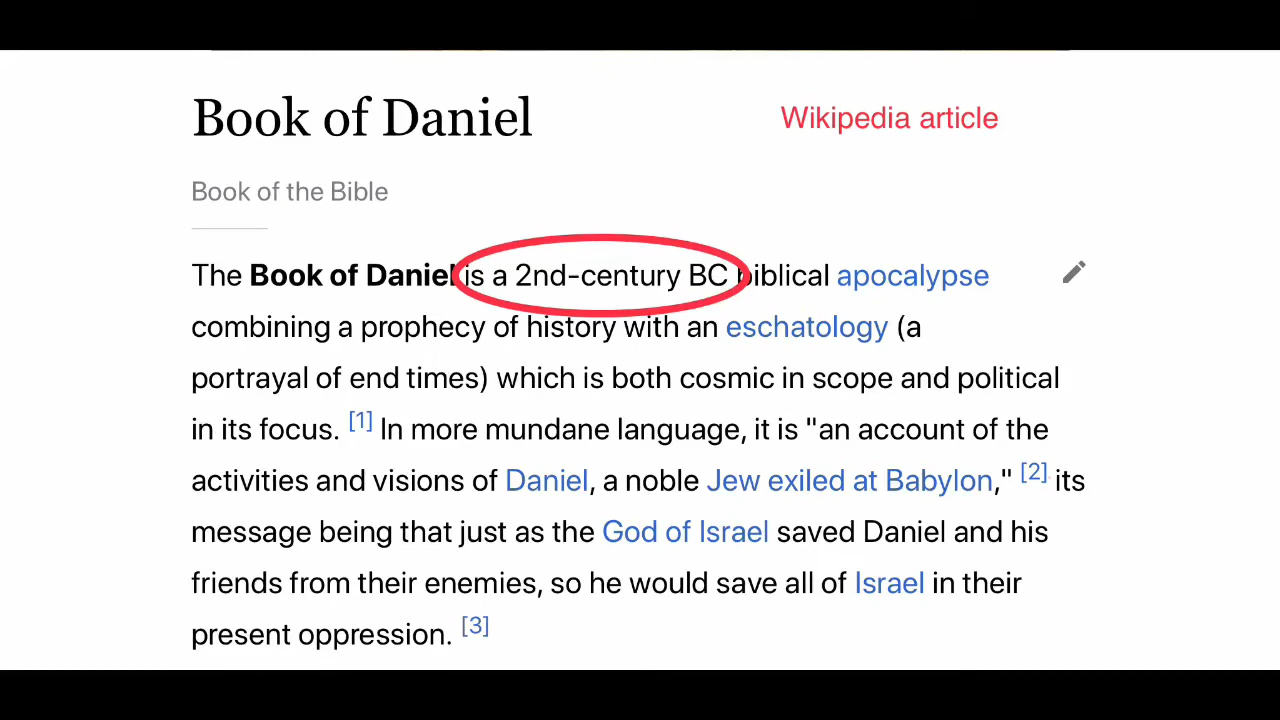 Book of Daniel
Wikipedia article
Book of the Bible
The Book of Daniel is a 2nd-century BC biblical apocalypse
combining a prophecy of history with an eschatology (a
portrayal of end times) which is both cosmic in scope and political
in its focus. [1] In more mundane language, it is "an account of the
activities and visions of Daniel, a noble Jew exiled at Babylon," [2] its
message being that just as the God of Israel saved Daniel and his
friends from their enemies, so he would save all of Israel in their
present oppression. [3]